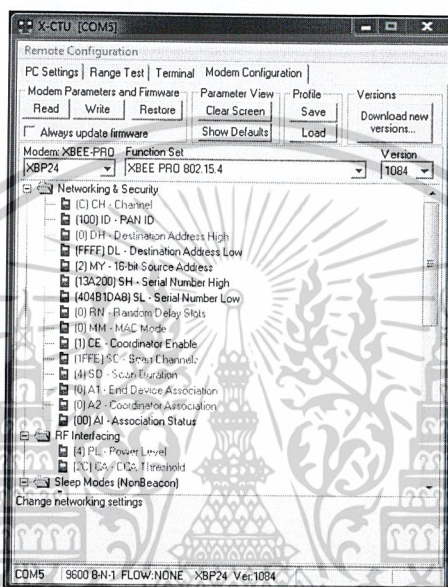 X-CTU [COM5]
Remote Configuration
PC Settings Range Test Terminal Modem Configuration
Modem Parameters and Firmware Parameter View Profile Versions
Read Write Restore Clear Screen Save Download new versions...
Always update firmware Show Defaults Load
Modem: XBEE-PRO Function Set Version
XBP24 XBEE PRO 802.15.4 1084
Networking & Security
(C) CH - Channel
(100) ID - PAN ID
(0) DH - Destination Address High
(FFFF) DL - Destination Address Low
(2) MY - 16-bit Source Address
(13A200) SH - Serial Number High
(404B1DAB) SL - Serial Number Low
(0) RN - Random Delay Slots
(0) MM - MAC Mode
(1) CE - Coordinator Enable
(1FFE) SC - Scan Channels
(4) SD - Scan Duration
(0) A1 - End Device Association
(0) A2 - Coordinator Association
(00) AI - Association Status
RF Interfacing
(4) PL - Power Level
(2C) CA - CCA Threshold
Sleep Modes (NonBeacon)
Change networking settings
COM5 9600 8-N-1 FLOW:NONE XBP24 Ver:1084